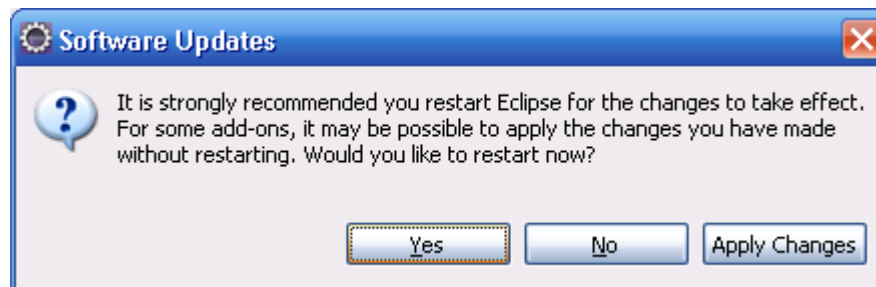 Software Updates
It is strongly recommended you restart Eclipse for the changes to take effect.
For some add-ons, it may be possible to apply the changes you have made
without restarting. Would you like to restart now?
Yes
No
Apply Changes